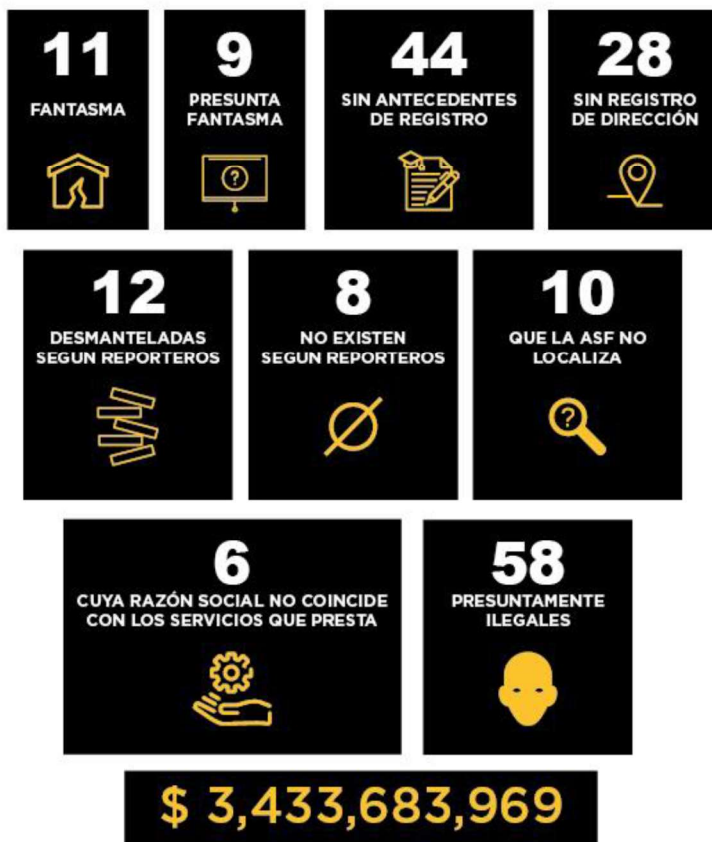 11
FANTASMA
9
PRESUNTA
FANTASMA
?
44
SIN ANTECEDENTES
DE REGISTRO
28
SIN REGISTRO
DE DIRECCIÓN
12
DESMANTELADAS
SEGUN REPORTEROS
8
NO EXISTEN
SEGUN REPORTEROS
10
QUE LA ASF NO
LOCALIZA
?
6
CUYA RAZÓN SOCIAL NO COINCIDE
CON LOS SERVICIOS QUE PRESTA
58
PRESUNTAMENTE
ILEGALES
$ 3,433,683,969